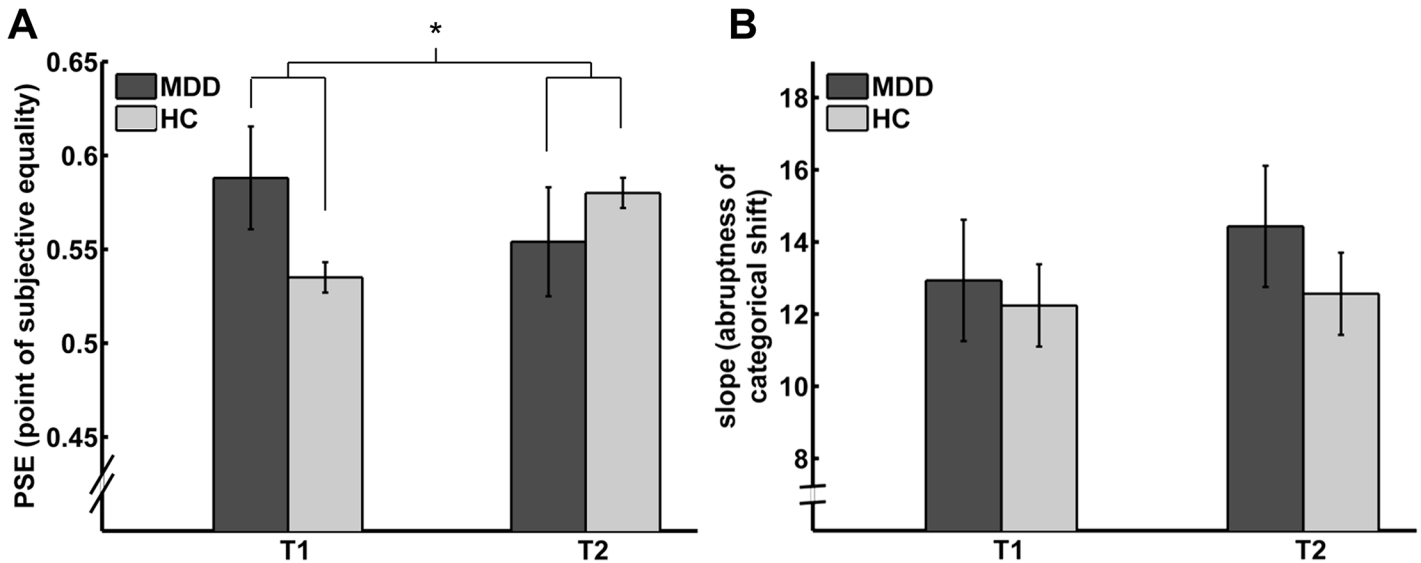 A
*
PSE (point of subjective equality)
0.65
0.6
0.55
0.5
0.45
MDD
HC
T1
T2
B
slope (abruptness of
categorical shift)
18
16
14
12
10
8
MDD
HC
T1
T2